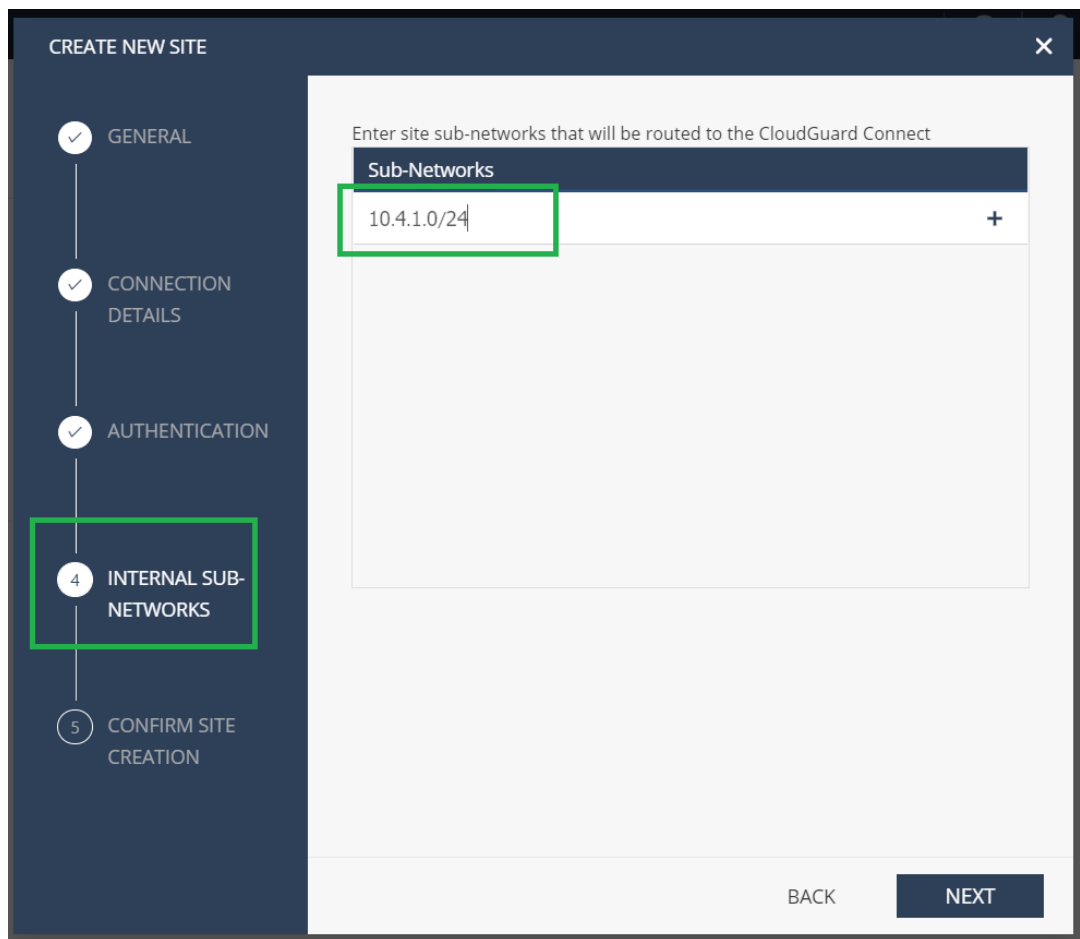 CREATE NEW SITE
GENERAL
CONNECTION
DETAILS
AUTHENTICATION
4 INTERNAL SUB-
NETWORKS
5 CONFIRM SITE
CREATION
Enter site sub-networks that will be routed to the CloudGuard Connect
Sub-Networks
10.4.1.0/24
BACK
NEXT